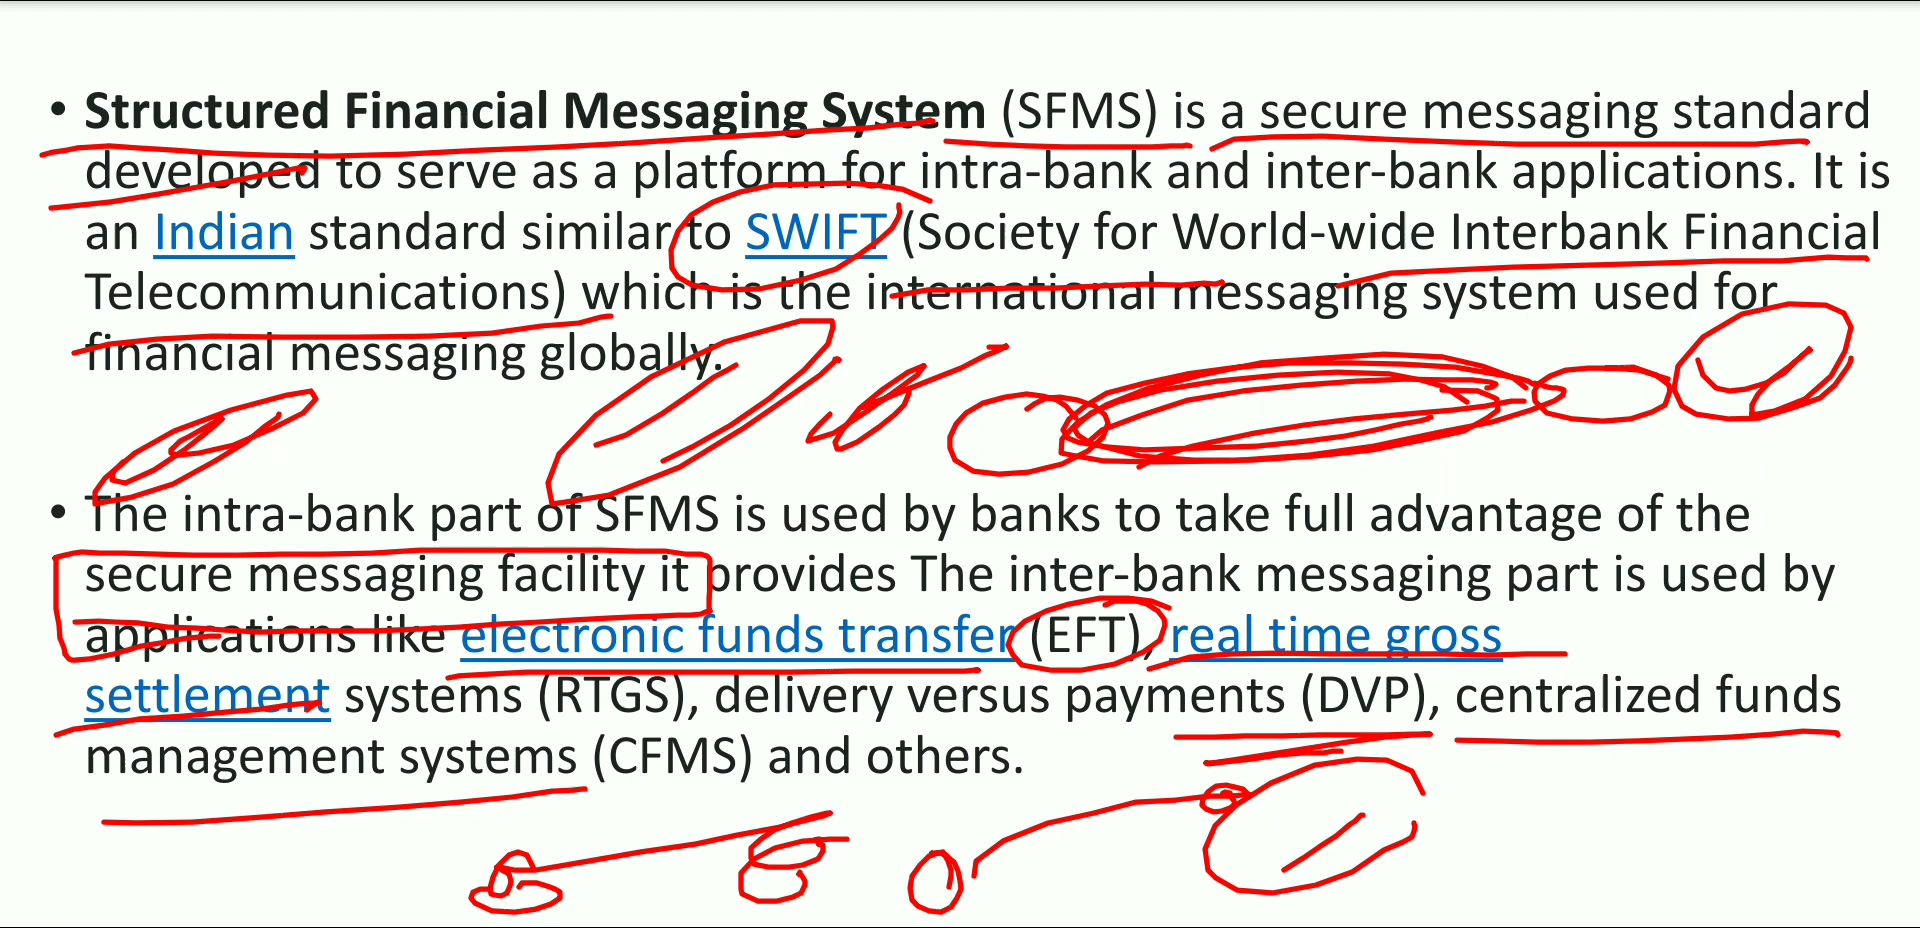 • Structured Financial Messaging System (SFMS) is a secure messaging standard
developed to serve as a platform for intra-bank and inter-bank applications. It is
an Indian standard similar to SWIFT (Society for World-wide Interbank Financial
Telecommunications) which is the international messaging system used for
financial messaging globally.
• The intra-bank part of SFMS is used by banks to take full advantage of the
secure messaging facility it provides The inter-bank messaging part is used by
applications like electronic funds transfer (EFT), real time gross
settlement systems (RTGS), delivery versus payments (DVP), centralized funds
management systems (CFMS) and others.